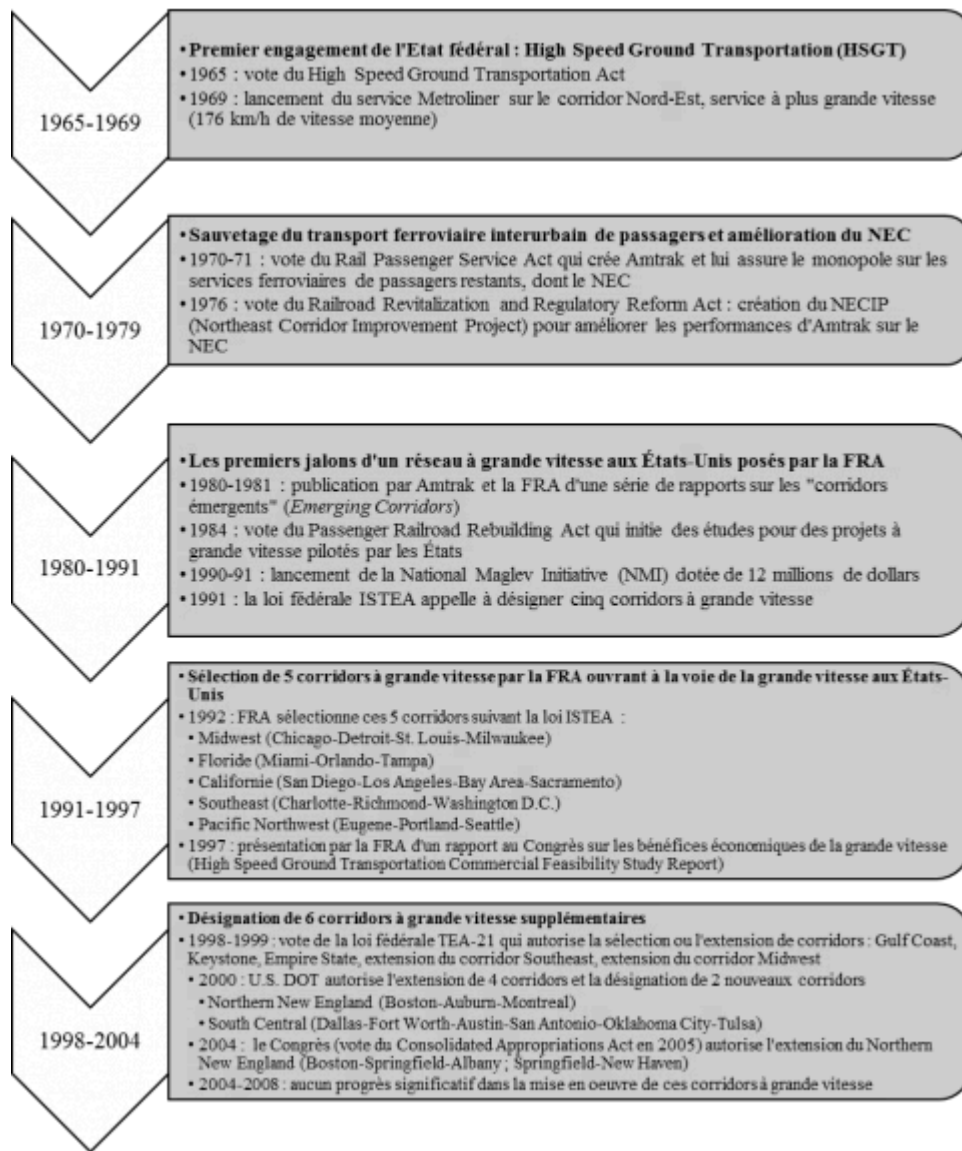 1965-1969
• Premier engagement de l'Etat fédéral : High Speed Ground Transportation (HSGT)
• 1965 : vote du High Speed Ground Transportation Act
• 1969 : lancement du service Metroliner sur le corridor Nord-Est, service à plus grande vitesse
(176 km/h de vitesse moyenne)
1970-1979
• Sauvetage du transport ferroviaire interurbain de passagers et amélioration du NEC
• 1970-71 : vote du Rail Passenger Service Act qui crée Amtrak et lui assure le monopole sur les
services ferroviaires de passagers restants, dont le NEC
• 1976 : vote du Railroad Revitalization and Regulatory Reform Act : création du NECIP
(Northeast Corridor Improvement Project) pour améliorer les performances d'Amtrak sur le
NEC
1980-1991
• Les premiers jalons d'un réseau à grande vitesse aux États-Unis posés par la FRA
• 1980-1981 : publication par Amtrak et la FRA d'une série de rapports sur les "corridors
émergents" (Emerging Corridors)
• 1984 : vote du Passenger Railroad Rebuilding Act qui initie des études pour des projets à
grande vitesse pilotés par les États
• 1990-91 : lancement de la National Maglev Initiative (NMI) dotée de 12 millions de dollars
• 1991 : la loi fédérale ISTEA appelle à désigner cinq corridors à grande vitesse
1991-1997
• Sélection de 5 corridors à grande vitesse par la FRA ouvrant à la voie de la grande vitesse aux États-
Unis
• 1992 : FRA sélectionne ces 5 corridors suivant la loi ISTEA :
• Midwest (Chicago-Detroit-St. Louis-Milwaukee)
• Floride (Miami-Orlando-Tampa)
• Californie (San Diego-Los Angeles-Bay Area-Sacramento)
• Southeast (Charlotte-Richmond-Washington D.C.)
• Pacific Northwest (Eugene-Portland-Seattle)
• 1997 : présentation par la FRA d'un rapport au Congrès sur les bénéfices économiques de la grande vitesse
(High Speed Ground Transportation Commercial Feasibility Study Report)
1998-2004
• Désignation de 6 corridors à grande vitesse supplémentaires
• 1998-1999 : vote de la loi fédérale TEA-21 qui autorise la sélection ou l'extension de corridors : Gulf Coast,
Keystone, Empire State, extension du corridor Southeast, extension du corridor Midwest
• 2000 : U.S. DOT autorise l'extension de 4 corridors et la désignation de 2 nouveaux corridors
• Northern New England (Boston-Auburn-Montreal)
• South Central (Dallas-Fort Worth-Austin-San Antonio-Oklahoma City-Tulsa)
• 2004 : le Congrès (vote du Consolidated Appropriations Act en 2005) autorise l'extension du Northern
New England (Boston-Springfield-Albany ; Springfield-New Haven)
• 2004-2008 : aucun progrès significatif dans la mise en oeuvre de ces corridors à grande vitesse